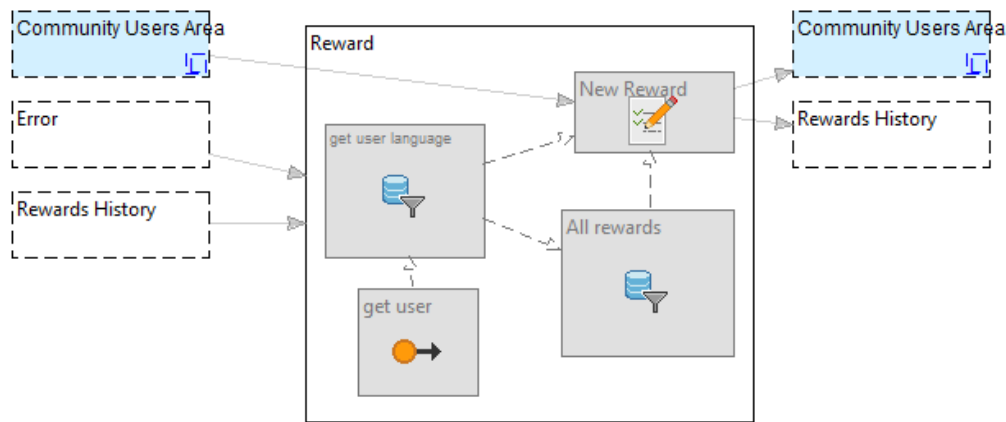 Community Users Area
Error
Rewards History
Reward
New Reward
get user language
All rewards
get user
Community Users Area
Rewards History